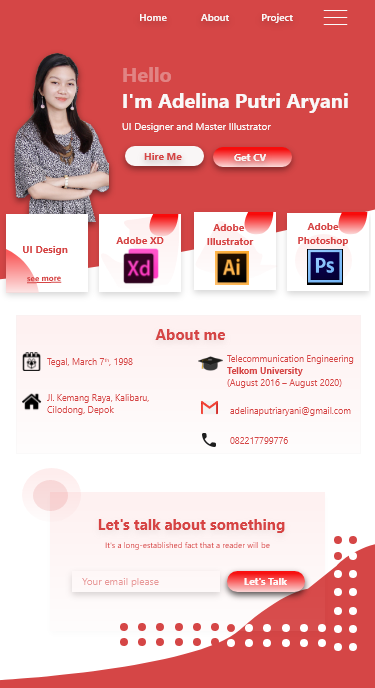 Home About Project
Hello
I'm Adelina Putri Aryani
UI Designer and Master Illustrator
Hire Me Get CV
UI Design
see more
Adobe XD
Xd
Adobe
Illustrator
Ai
Adobe
Photoshop
Ps
About me
Tegal, March 7th, 1998
Jl. Kemang Raya, Kalibaru,
Cilodong, Depok
Telecommunication Engineering
Telkom University
(August 2016 – August 2020)
adelinaputriaryani@gmail.com
082217799776
Let's talk about something
It's a long-established fact that a reader will be
Your email please
Let's Talk